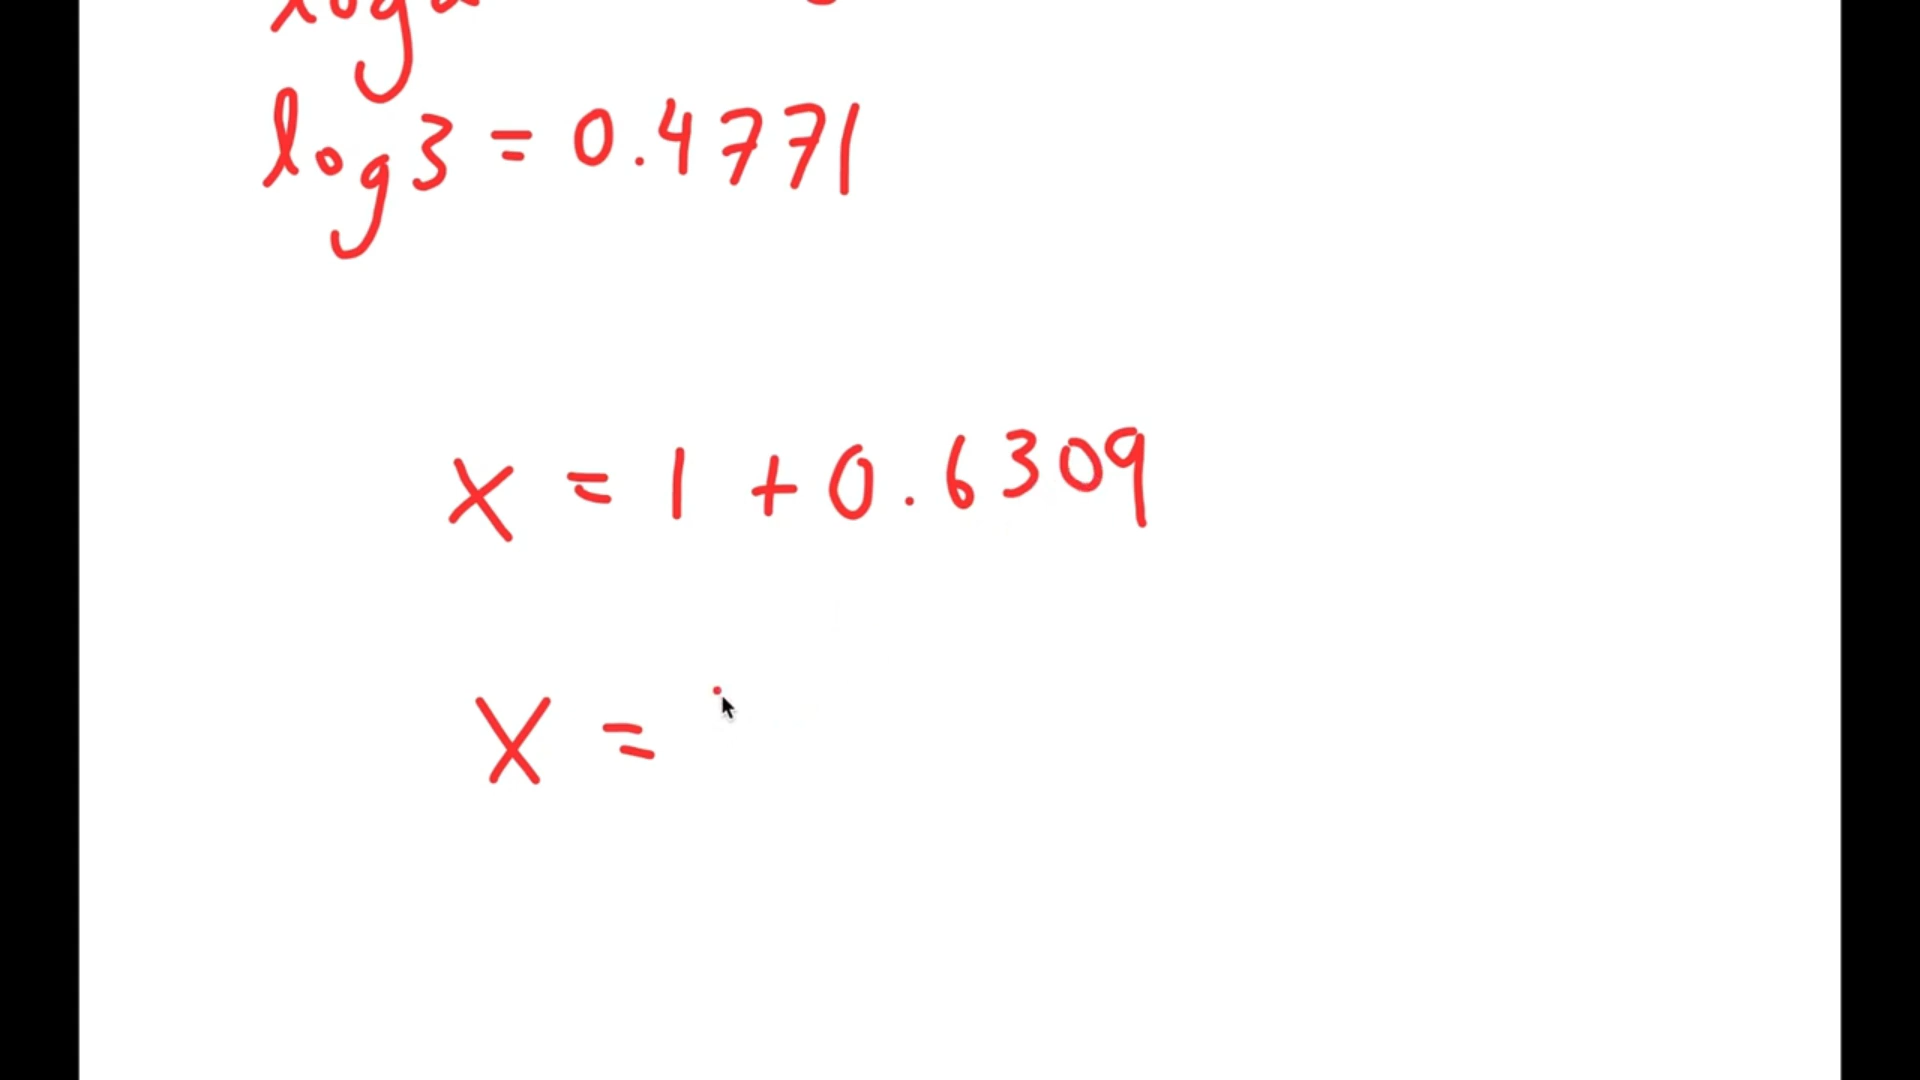 log3 = 0.4771
x = 1 + 0.6309
x =